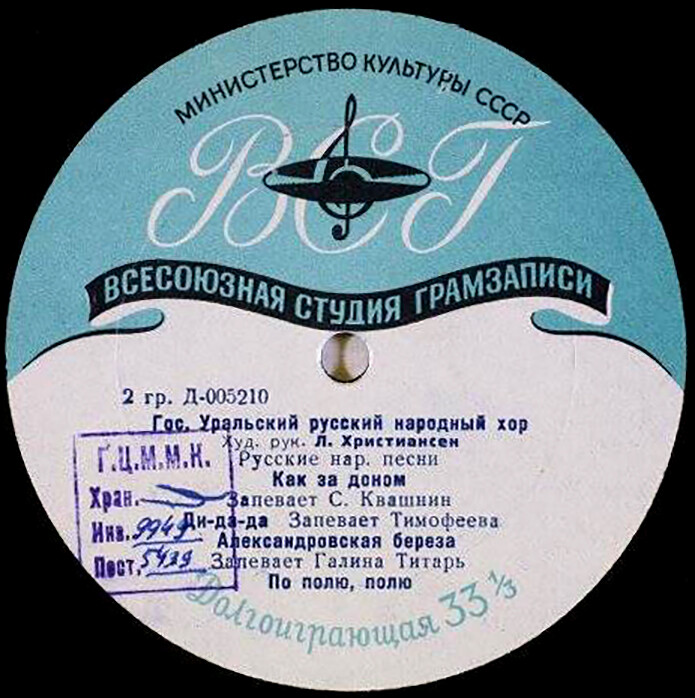 МИНИСТЕРСТВО КУЛЬТУРЫ СССР
ВСГ
ВСЕСОЮЗНАЯ СТУДИЯ ГРАМЗАПИСИ
2 гр. Д-005210
Гос. Уральский русский народный хор
Худ. рук. Л. Христиансен
Русские нар. песни
Как за доном
Запевает С. Квашнин
Ди-да-да Запевает Тимофеева
Александровская береза
Запевает Галина Титарь
По полю, полю
Долгоиграющая 33 1/3
Г.Ц.М.М.К.
Хран.
Инв. 9949
Пост. 5439